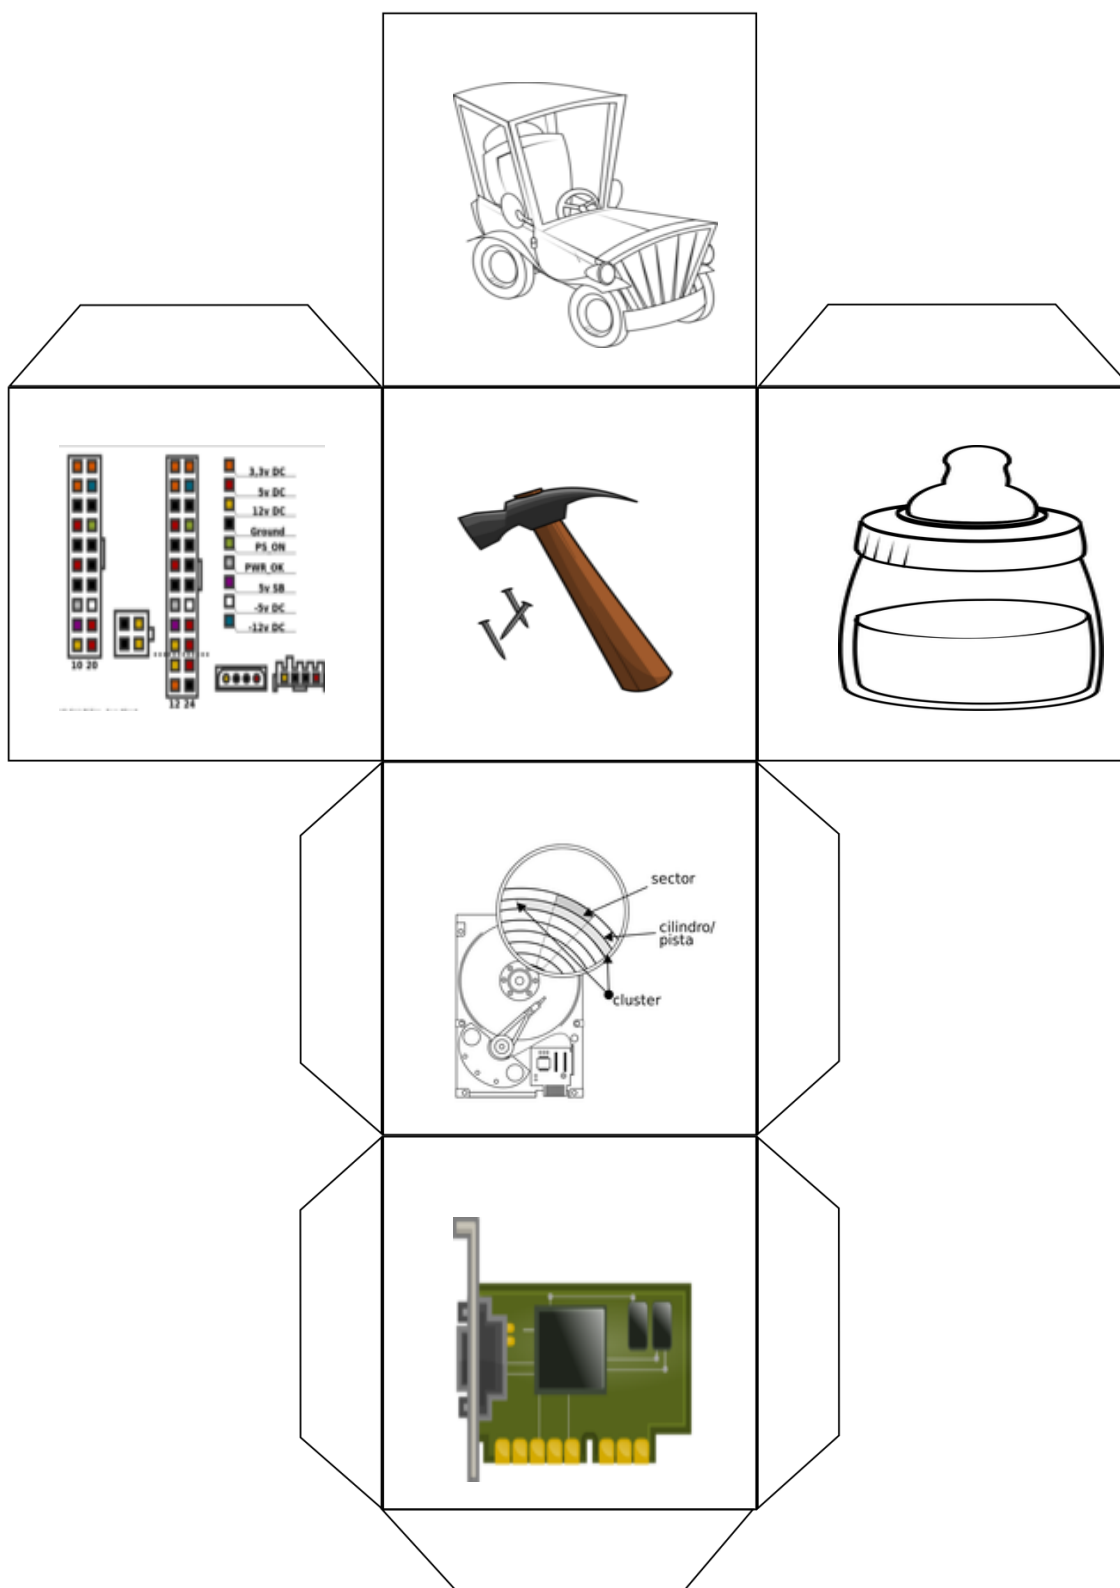 3,3v DC
5v DC
12v DC
Ground
PS_ON
PWR_OK
5v SB
-5v DC
-12v DC
10 20
12 24
sector
cilindro/
pista
cluster